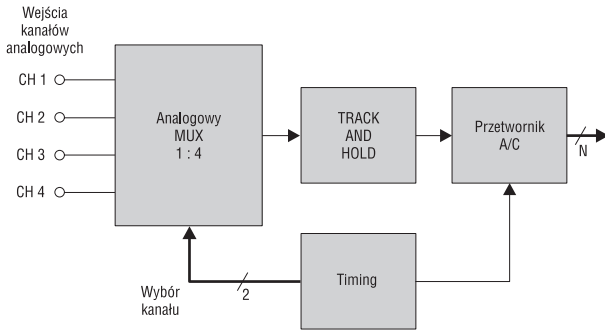 Wejścia
kanałów
analogowych
CH 1
CH 2
CH 3
CH 4
Analogowy
MUX
1 : 4
TRACK
AND
HOLD
Przetwornik
A/C
N
Timing
2
Wybór
kanału